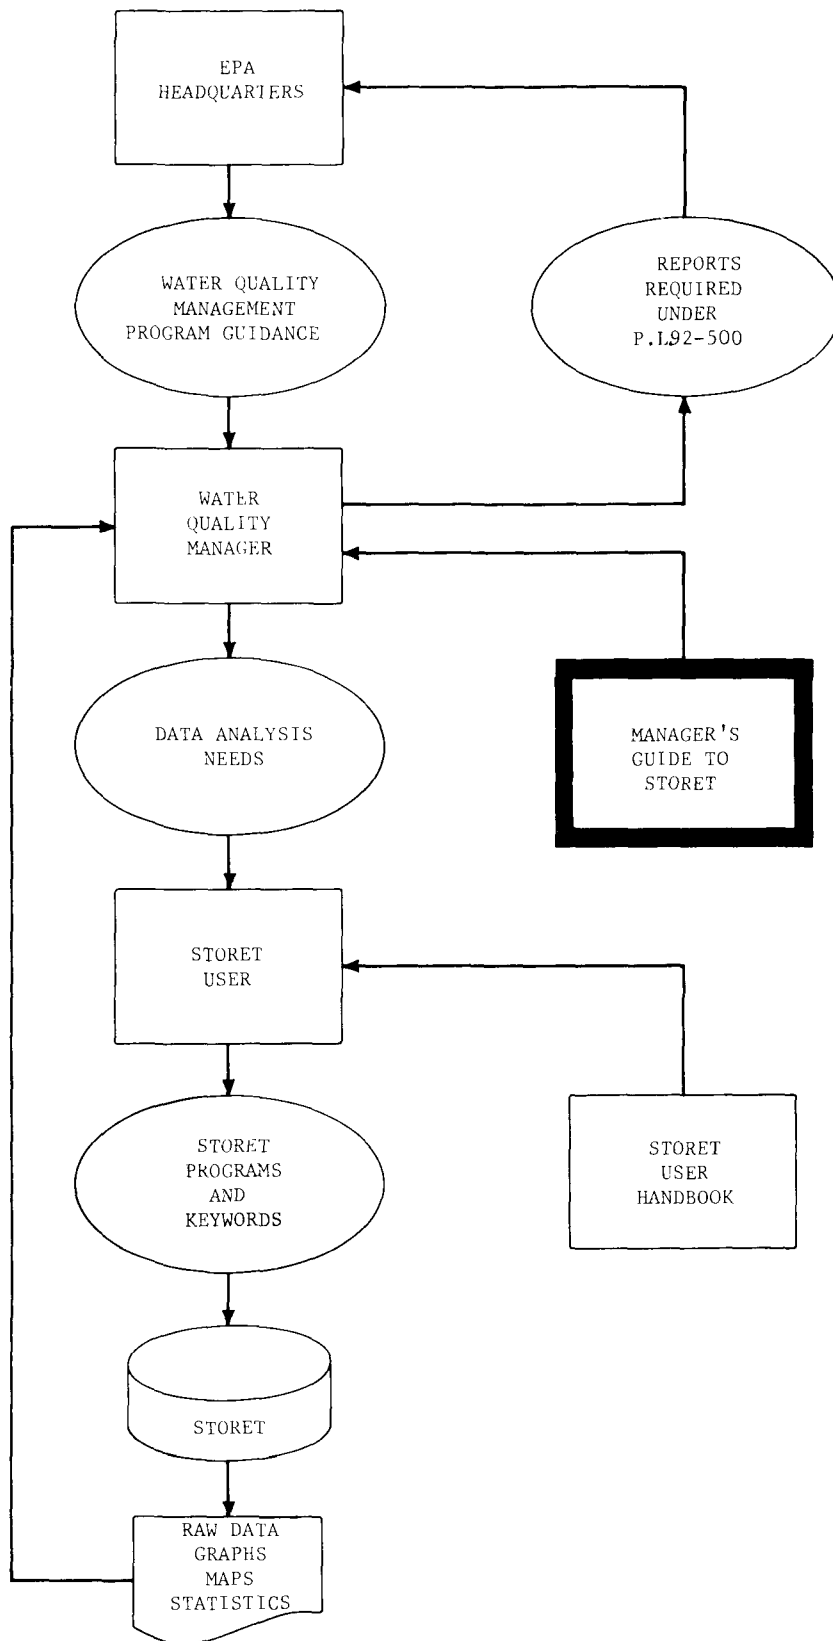 EPA
HEADQUARTERS
WATER QUALITY
MANAGEMENT
PROGRAM GUIDANCE
REPORTS
REQUIRED
UNDER
P.L92-500
WATER
QUALITY
MANAGER
DATA ANALYSIS
NEEDS
MANAGER'S
GUIDE TO
STORET
STORET
USER
STORET
PROGRAMS
AND
KEYWORDS
STORET
USER
HANDBOOK
STORET
RAW DATA
GRAPHS
MAPS
STATISTICS